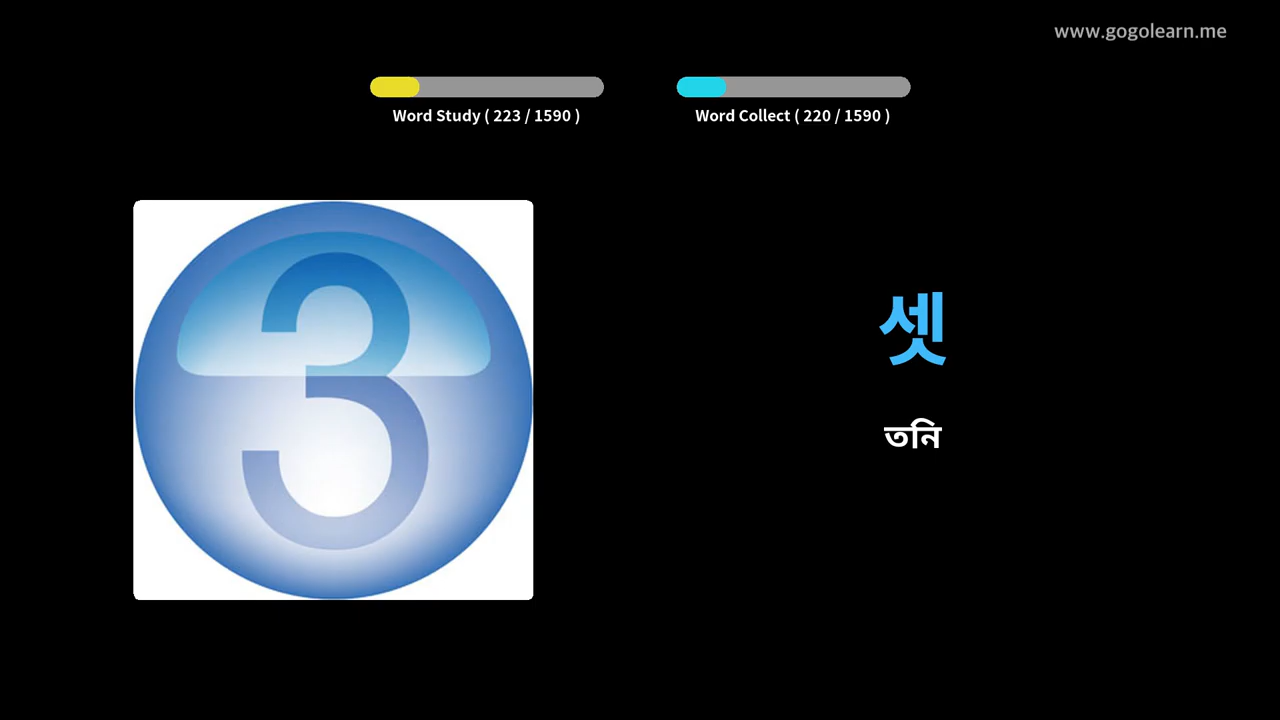 www.gogolearn.me
Word Study ( 223 / 1590 )
Word Collect ( 220 / 1590 )
3
셋
তনি